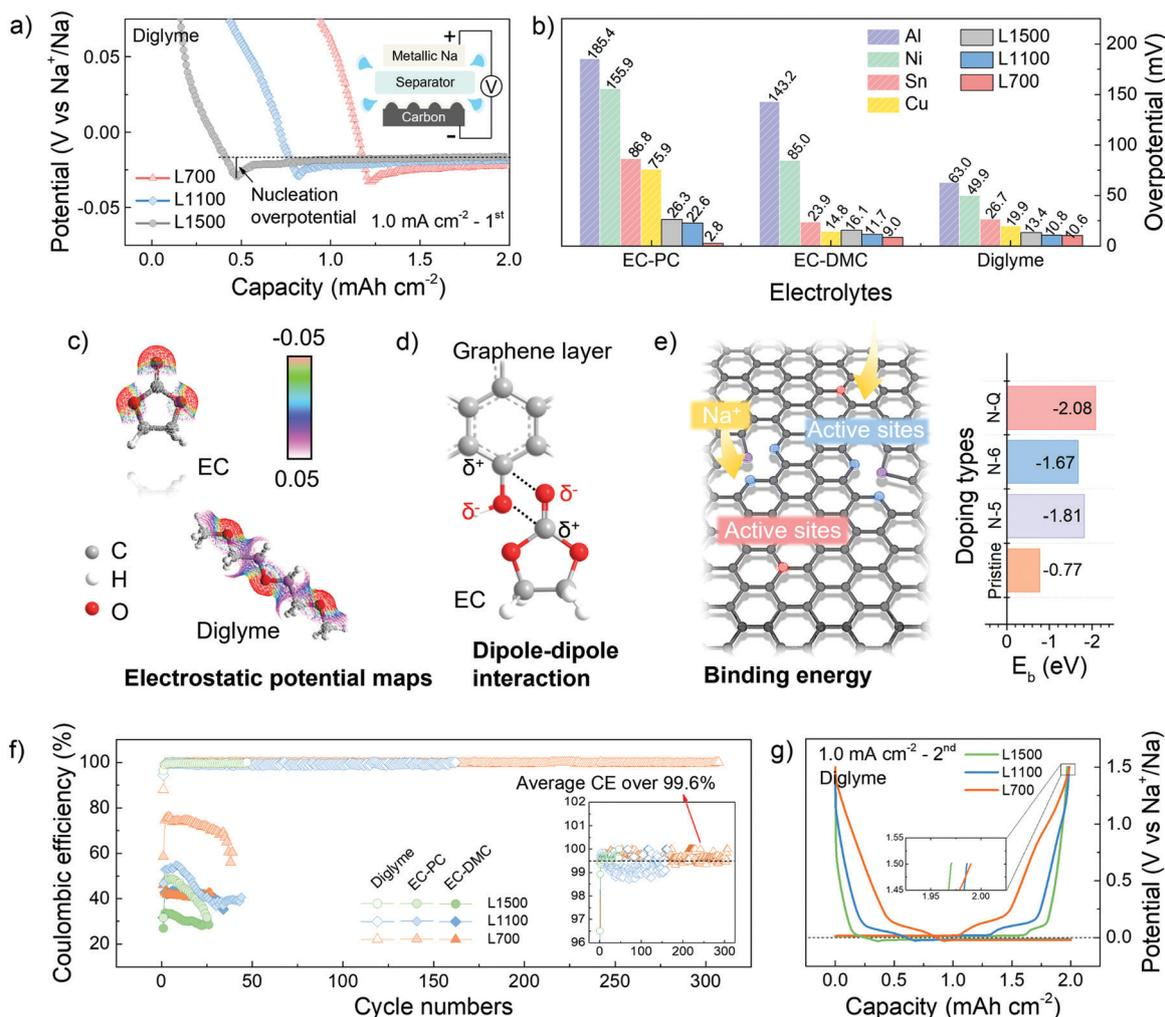 a)
Diglyme
Potential (V vs Na⁺/Na)
0.05
0.00
-0.05
+
Metallic Na
Separator
Carbon
V
-
L700
L1100
L1500
Nucleation
overpotential
1.0 mA cm⁻² - 1ˢᵗ
0.0 0.5 1.0 1.5 2.0
Capacity (mAh cm⁻²)
b)
Al
Ni
Sn
Cu
L1500
L1100
L700
185.4 155.9 86.8 75.9 26.3 22.6 2.8
143.2 85.0 23.9 14.8 16.1 11.7 9.0
63.0 49.9 26.7 19.9 13.4 10.8 10.6
200
150
100
50
0
Overpotential (mV)
EC-PC EC-DMC Diglyme
Electrolytes
c)
-0.05
0.05
EC
C
H
O
Diglyme
Electrostatic potential maps
d)
Graphene layer
δ⁺
δ⁻
δ⁻
δ⁺
EC
Dipole-dipole
interaction
e)
Na⁺
Active sites
Active sites
Binding energy
Doping types
N-Q
N-6
N-5
Pristine
-2.08
-1.67
-1.81
-0.77
0 -1 -2
E_b (eV)
f)
Coulombic efficiency (%)
100
80
60
40
20
Average CE over 99.6%
Diglyme
EC-PC
EC-DMC
L1500
L1100
L700
102
101
100
99
98
97
96
0 100 200 300
0 50 100 150 200 250 300
Cycle numbers
g)
1.0 mA cm⁻² - 2ⁿᵈ
Diglyme
L1500
L1100
L700
1.55
1.50
1.45
1.95 2.00
1.5
1.0
0.5
0.0
Potential (V vs Na⁺/Na)
0.0 0.5 1.0 1.5 2.0
Capacity (mAh cm⁻²)